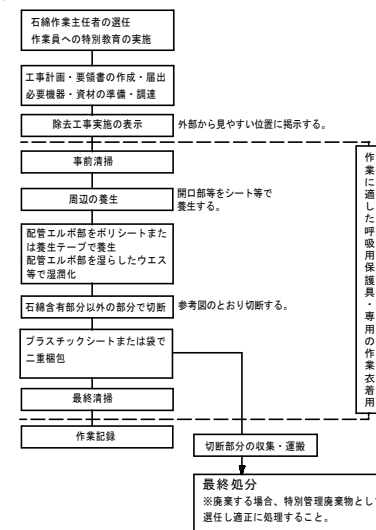 石綿作業主任者の選任
作業員への特別教育の実施
工事計画・要領書の作成・届出
必要機器・資材の準備・調達
除去工事実施の表示
外部から見やすい位置に掲示する。
事前清掃
周辺の養生
開口部等をシート等で
養生する。
配管エルボ部をポリシートまた
は養生テープで養生
配管エルボ部を湿らしたウエス
等で湿潤化
石綿含有部分以外の部分で切断
参考図のとおり切断する。
プラスチックシートまたは袋で
二重梱包
最終清掃
作業記録
作業に適した呼吸用保護具・専用の作業衣着用
切断部分の収集・運搬
最終処分
※廃棄する場合、特別管理廃棄物とし
選任し適正に処理すること。